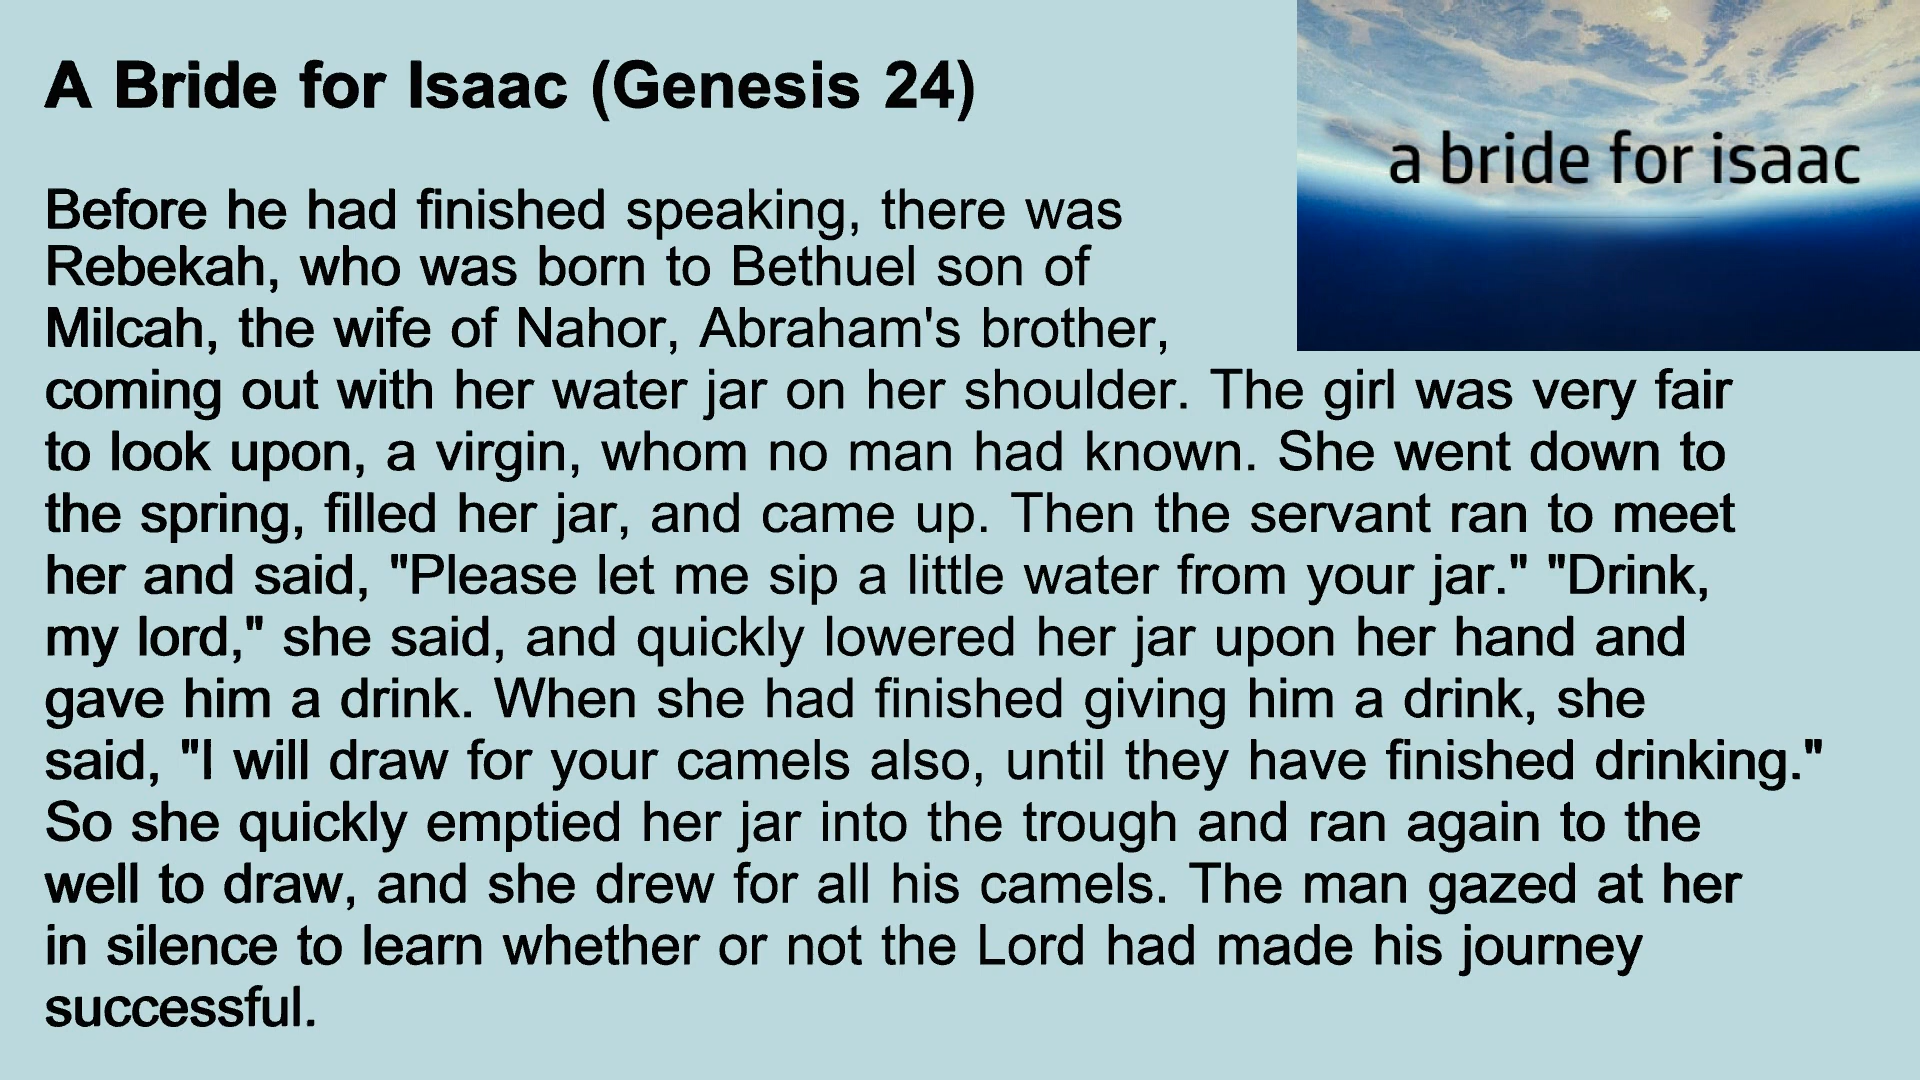 A Bride for Isaac (Genesis 24)
a bride for isaac
Before he had finished speaking, there was
Rebekah, who was born to Bethuel son of
Milcah, the wife of Nahor, Abraham's brother,
coming out with her water jar on her shoulder. The girl was very fair
to look upon, a virgin, whom no man had known. She went down to
the spring, filled her jar, and came up. Then the servant ran to meet
her and said, "Please let me sip a little water from your jar." "Drink,
my lord," she said, and quickly lowered her jar upon her hand and
gave him a drink. When she had finished giving him a drink, she
said, "I will draw for your camels also, until they have finished drinking."
So she quickly emptied her jar into the trough and ran again to the
well to draw, and she drew for all his camels. The man gazed at her
in silence to learn whether or not the Lord had made his journey
successful.